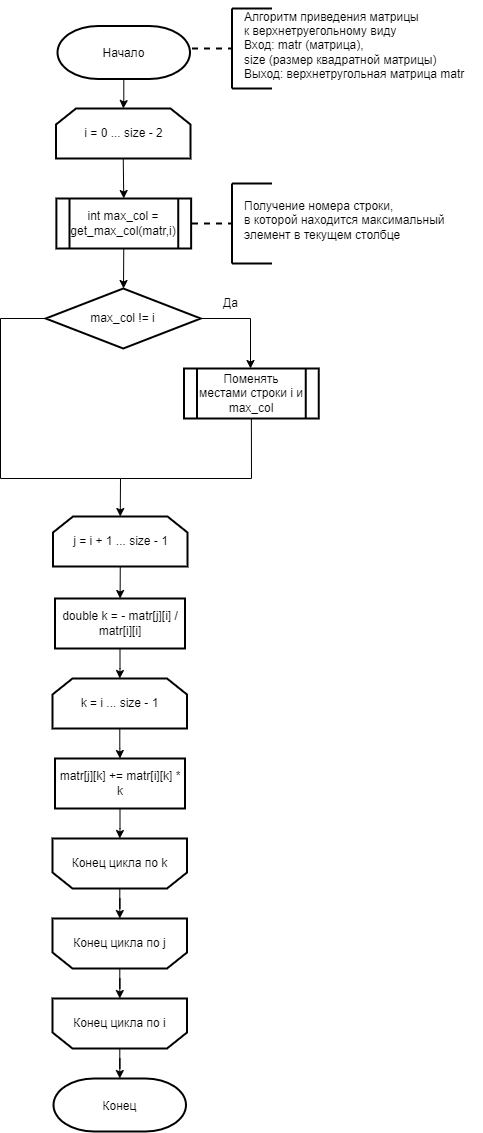 Начало
Алгоритм приведения матрицы
к верхнетруегольному виду
Вход: matr (матрица),
size (размер квадратной матрицы)
Выход: верхнетругольная матрица matr
i = 0 ... size - 2
int max_col =
get_max_col(matr,i)
Получение номера строки,
в которой находится максимальный
элемент в текущем столбце
max_col != i
Да
Поменять
местами строки i и
max_col
j = i + 1 ... size - 1
double k = - matr[j][i] /
matr[i][i]
k = i ... size - 1
matr[j][k] += matr[i][k] *
k
Конец цикла по k
Конец цикла по j
Конец цикла по i
Конец